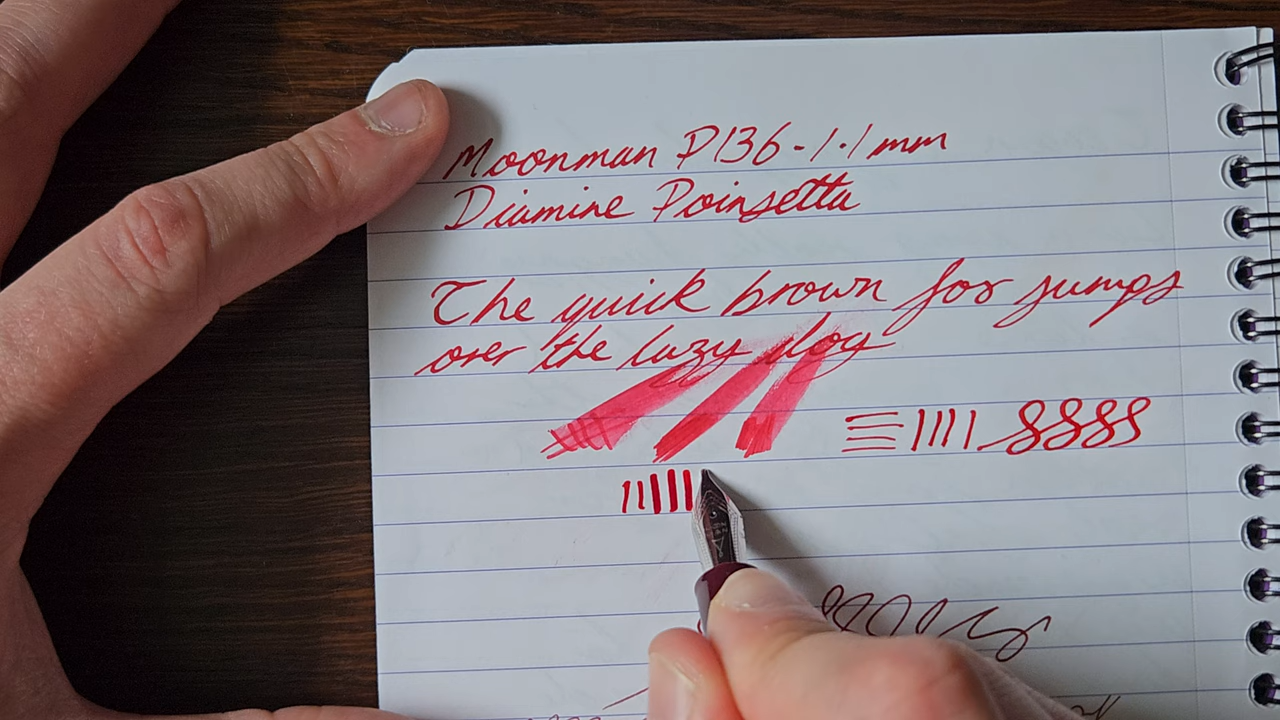 Moonman P136-1.1mm
Diamine Poinsetta
The quick brown fox jumps
over the lazy dog